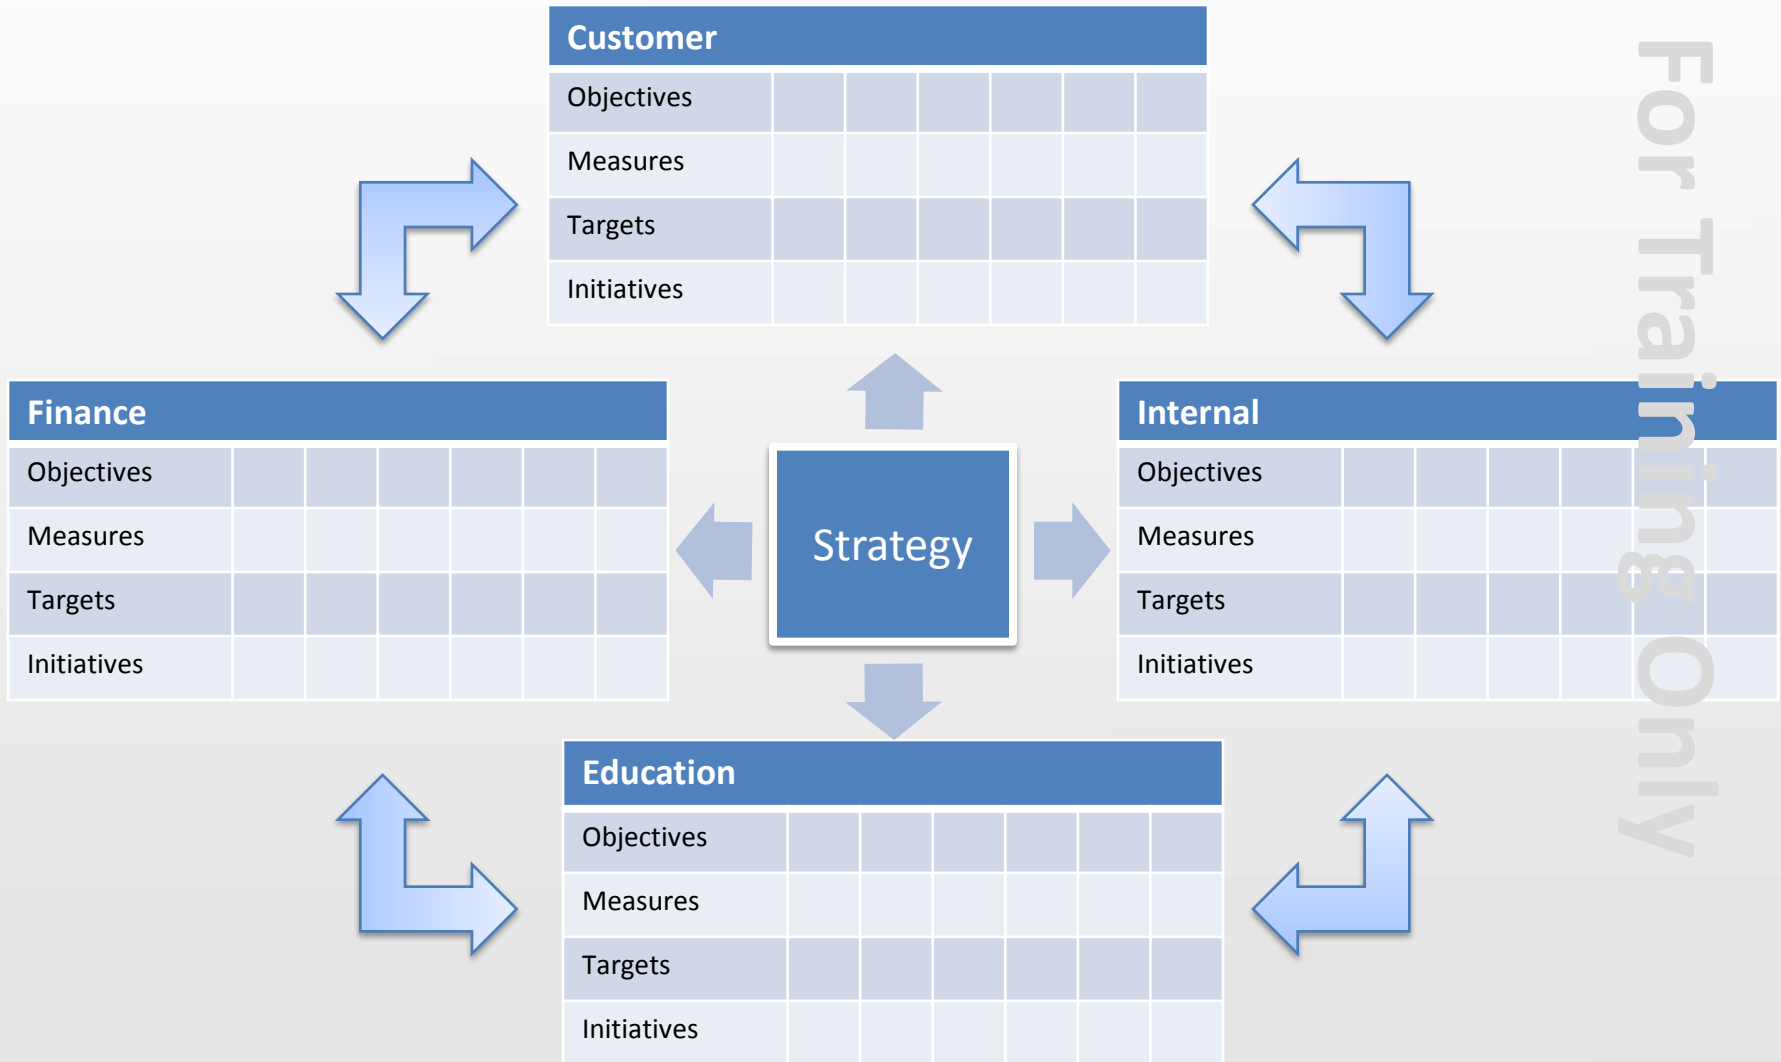 Customer
Objectives
Measures
Targets
Initiatives
Finance
Objectives
Measures
Targets
Initiatives
Strategy
Internal
Objectives
Measures
Targets
Initiatives
Education
Objectives
Measures
Targets
Initiatives
For Training Only